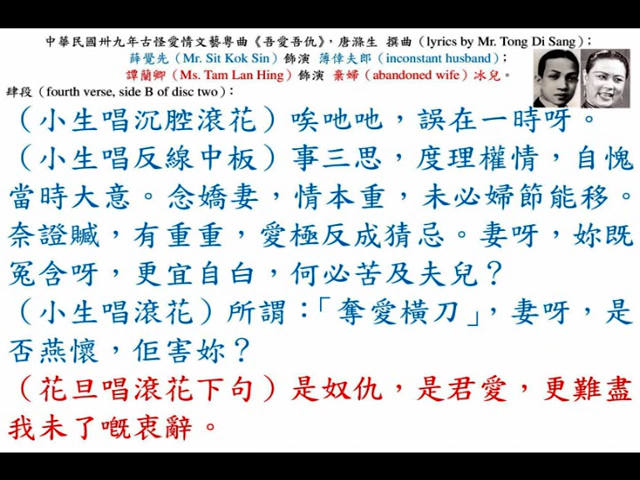 中華民國卅九年古怪愛情文藝粵曲《吾愛吾仇》,唐滌生 撰曲(lyrics by Mr. Tong Di Sang);
薛覺先(Mr. Sit Kok Sin)飾演 薄倖夫郎(inconstant husband);
譚蘭卿(Ms. Tam Lan Hing)飾演 棄婦(abandoned wife)冰兒。
肆段(fourth verse, side B of disc two):
(小生唱沉腔滾花)唉吔吔,誤在一時呀。
(小生唱反線中板)事三思,度理權情,自愧
當時大意。念嬌妻,情本重,未必婦節能移。
奈證贓,有重重,愛極反成猜忌。妻呀,妳既
冤含呀,更宜自白,何必苦及夫兒?
(小生唱滾花)所謂:「奪愛橫刀」,妻呀,是
否燕懷,佢害妳?
(花旦唱滾花下句)是奴仇,是君愛,更難盡
我未了嘅衷辭。